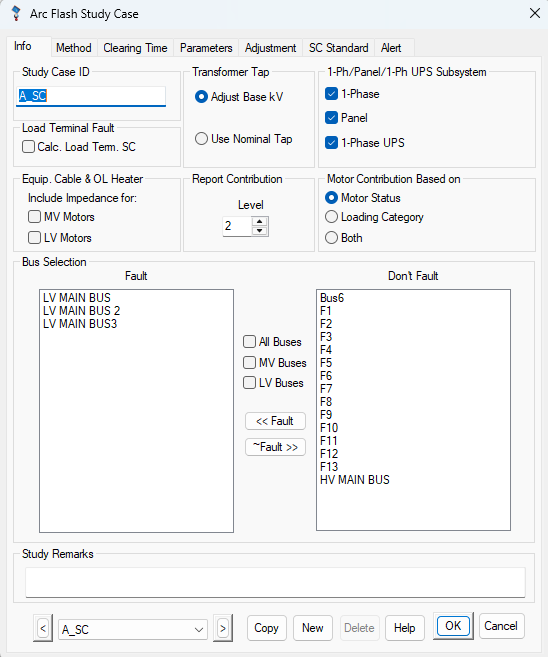 Arc Flash Study Case
Info Method Clearing Time Parameters Adjustment SC Standard Alert
Study Case ID
A_SC
Transformer Tap
Adjust Base kV
Use Nominal Tap
1-Ph/Panel/1-Ph UPS Subsystem
1-Phase
Panel
1-Phase UPS
Load Terminal Fault
Calc. Load Term. SC
Equip. Cable & OL Heater
Include Impedance for:
MV Motors
LV Motors
Report Contribution
Level
2
Motor Contribution Based on
Motor Status
Loading Category
Both
Bus Selection
Fault
LV MAIN BUS
LV MAIN BUS 2
LV MAIN BUS3
All Buses
MV Buses
LV Buses
<< Fault
~Fault >>
Don't Fault
Bus6
F1
F2
F3
F4
F5
F6
F7
F8
F9
F10
F11
F12
F13
HV MAIN BUS
Study Remarks
< A_SC > Copy New Delete Help OK Cancel